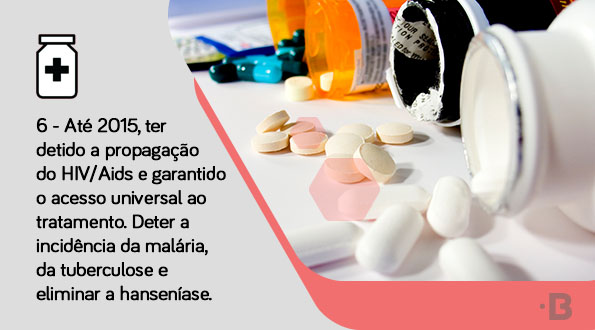 6 - Até 2015, ter
detido a propagação
do HIV/Aids e garantido
o acesso universal ao
tratamento. Deter a
incidência da malária,
da tuberculose e
eliminar a hanseníase.
·B